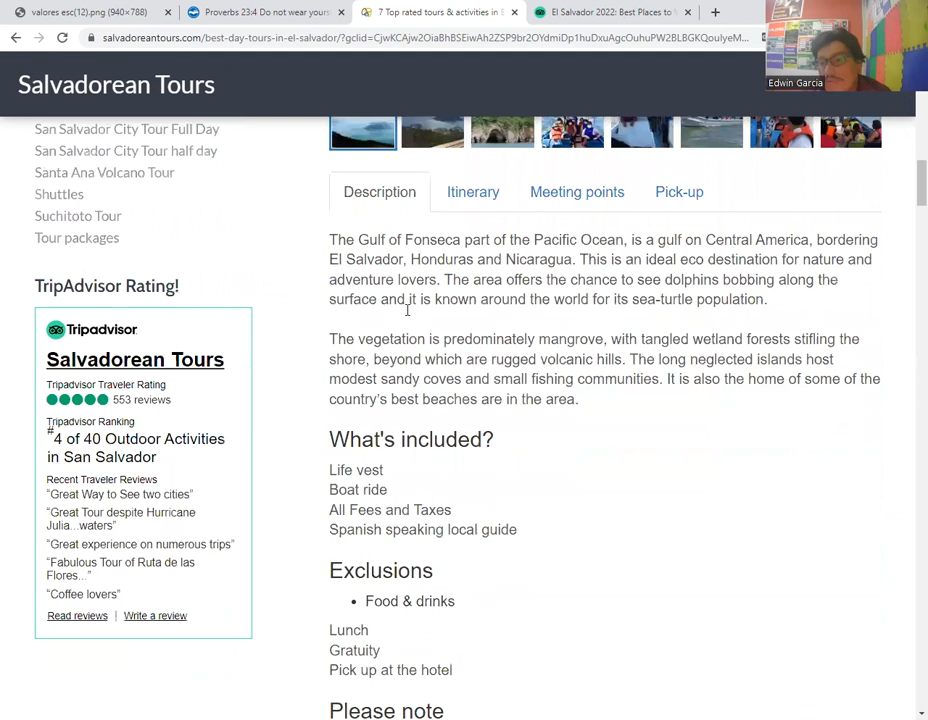 valores esc(12).png (940×788)
Proverbs 23:4 Do not wear yours
7 Top rated tours & activities in E
El Salvador 2022: Best Places to V
salvadoreantours.com/best-day-tours-in-el-salvador/?gclid=CjwKCAjw2OiaBhBSEiwAh2ZSP9br2OYdmiDp1huDxuAgcOuhuPW2BLBGKQouIyeM...
Edwin Garcia
Salvadorean Tours
San Salvador City Tour Full Day
San Salvador City Tour half day
Santa Ana Volcano Tour
Shuttles
Suchitoto Tour
Tour packages
TripAdvisor Rating!
Tripadvisor
Salvadorean Tours
Tripadvisor Traveler Rating
553 reviews
Tripadvisor Ranking
#4 of 40 Outdoor Activities
in San Salvador
Recent Traveler Reviews
“Great Way to See two cities”
“Great Tour despite Hurricane
Julia...waters”
“Great experience on numerous trips”
“Fabulous Tour of Ruta de las
Flores...”
“Coffee lovers”
Read reviews | Write a review
Description Itinerary Meeting points Pick-up
The Gulf of Fonseca part of the Pacific Ocean, is a gulf on Central America, bordering
El Salvador, Honduras and Nicaragua. This is an ideal eco destination for nature and
adventure lovers. The area offers the chance to see dolphins bobbing along the
surface and it is known around the world for its sea-turtle population.
The vegetation is predominately mangrove, with tangled wetland forests stifling the
shore, beyond which are rugged volcanic hills. The long neglected islands host
modest sandy coves and small fishing communities. It is also the home of some of the
country's best beaches are in the area.
What's included?
Life vest
Boat ride
All Fees and Taxes
Spanish speaking local guide
Exclusions
• Food & drinks
Lunch
Gratuity
Pick up at the hotel
Please note